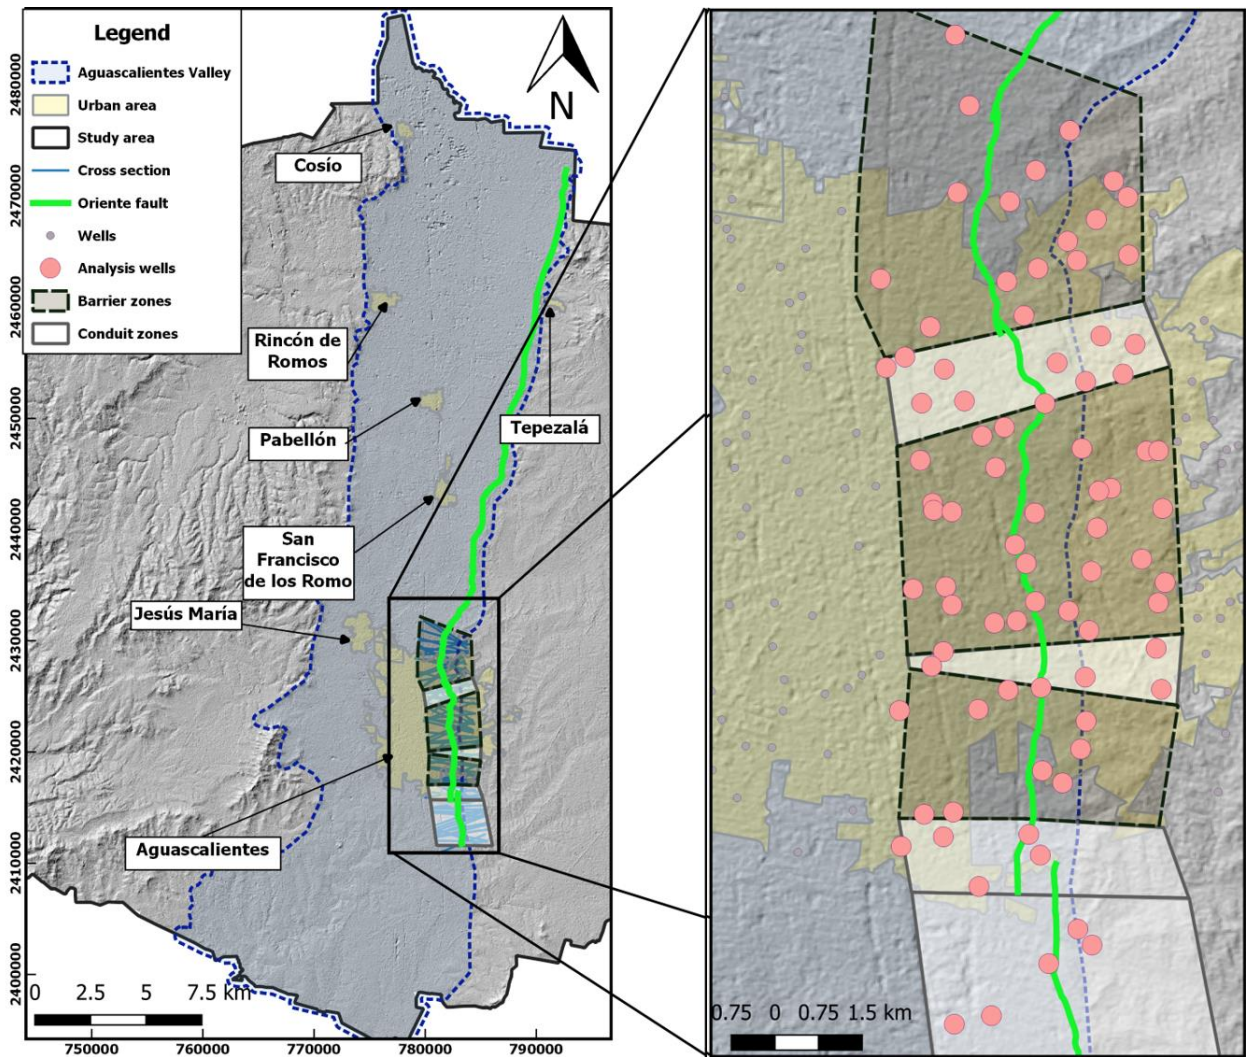 Legend
Aguascalientes Valley
Urban area
Study area
Cross section
Oriente fault
Wells
Analysis wells
Barrier zones
Conduit zones
N
Cosío
Rincón de
Romos
Pabellón
Tepezalá
San
Francisco
de los Romo
Jesús María
Aguascalientes
2480000
2470000
2460000
2450000
2440000
2430000
2420000
2410000
2400000
0 2.5 5 7.5 km
750000 760000 770000 780000 790000
0.75 0 0.75 1.5 km